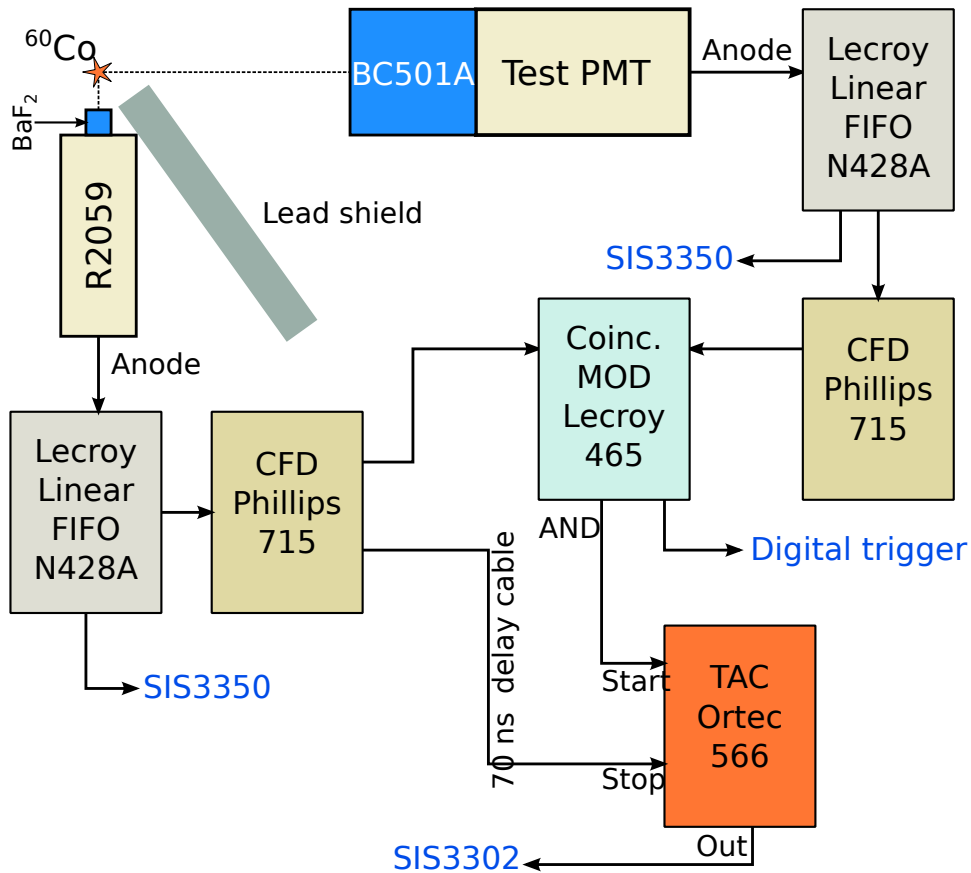 ⁶⁰Co
BaF₂
R2059
Anode
Lead shield
BC501A
Test PMT
Anode
Lecroy
Linear
FIFO
N428A
SIS3350
CFD
Phillips
715
Coinc.
MOD
Lecroy
465
AND
Digital trigger
Lecroy
Linear
FIFO
N428A
SIS3350
CFD
Phillips
715
70 ns delay cable
Start
Stop
TAC
Ortec
566
Out
SIS3302